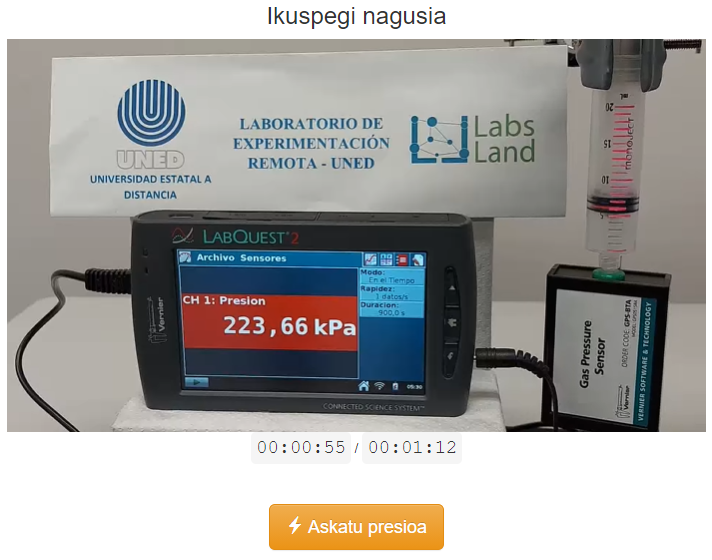 Ikuspegi nagusia
UNED
UNIVERSIDAD ESTATAL A
DISTANCIA
LABORATORIO DE
EXPERIMENTACIÓN
REMOTA - UNED
Labs
Land
LABQUEST 2
Archivo Sensores
CH 1: Presion
223,66 kPa
Modo:
En el Tiempo
Rapidez:
1 datos/s
Duracion:
900,0 s
05:30
Vernier
CONNECTED SCIENCE SYSTEM™
20
15
10
5
mL
MONOJECT
Gas Pressure
Sensor
ORDER CODE: GPS-BTA
Vernier
VERNIER SOFTWARE & TECHNOLOGY
00:00:55 / 00:01:12
Askatu presioa